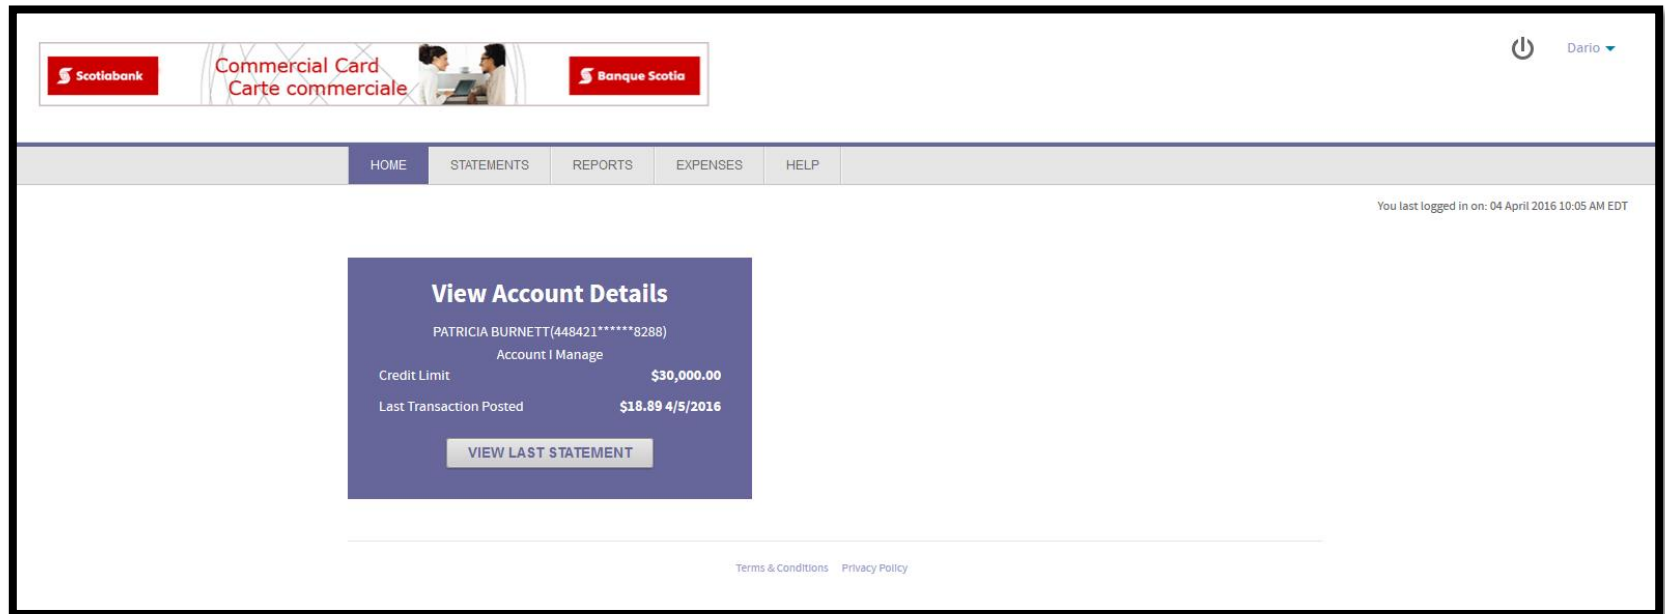 Scotiabank
Commercial Card
Carte commerciale
Banque Scotia
Dario
HOME STATEMENTS REPORTS EXPENSES HELP
You last logged in on: 04 April 2016 10:05 AM EDT
View Account Details
PATRICIA BURNETT(448421******8288)
Account I Manage
Credit Limit $30,000.00
Last Transaction Posted $18.89 4/5/2016
VIEW LAST STATEMENT
Terms & Conditions Privacy Policy